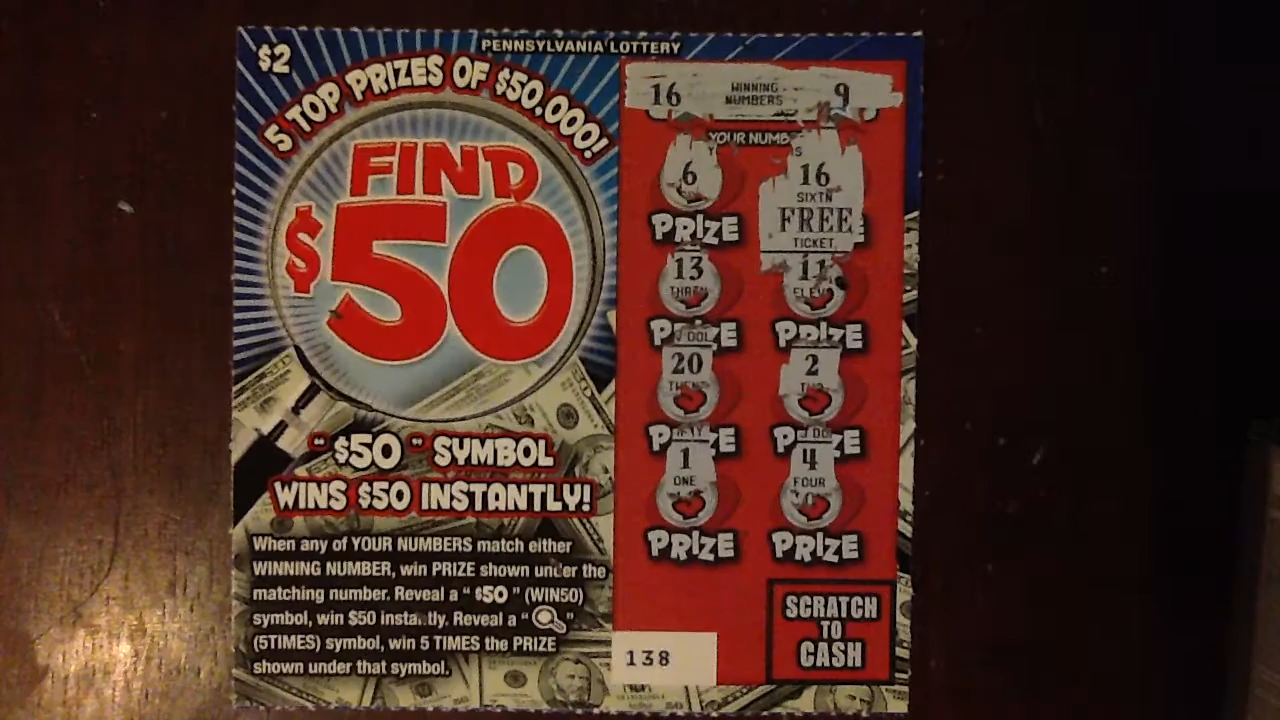 PENNSYLVANIA LOTTERY
$2
5 TOP PRIZES OF $50,000!
FIND
$50
"$50" SYMBOL
WINS $50 INSTANTLY!
When any of YOUR NUMBERS match either
WINNING NUMBER, win PRIZE shown under the
matching number. Reveal a "$50" (WIN50)
symbol, win $50 instantly. Reveal a " "
(5TIMES) symbol, win 5 TIMES the PRIZE
shown under that symbol.
16 WINNING NUMBERS 9
YOUR NUMB
6 16
SIXTN
PRIZE FREE
TICKET
13 11
PRIZE PRIZE
20 2
PRIZE PRIZE
1 4
ONE FOUR
PRIZE PRIZE
138
SCRATCH
TO
CASH